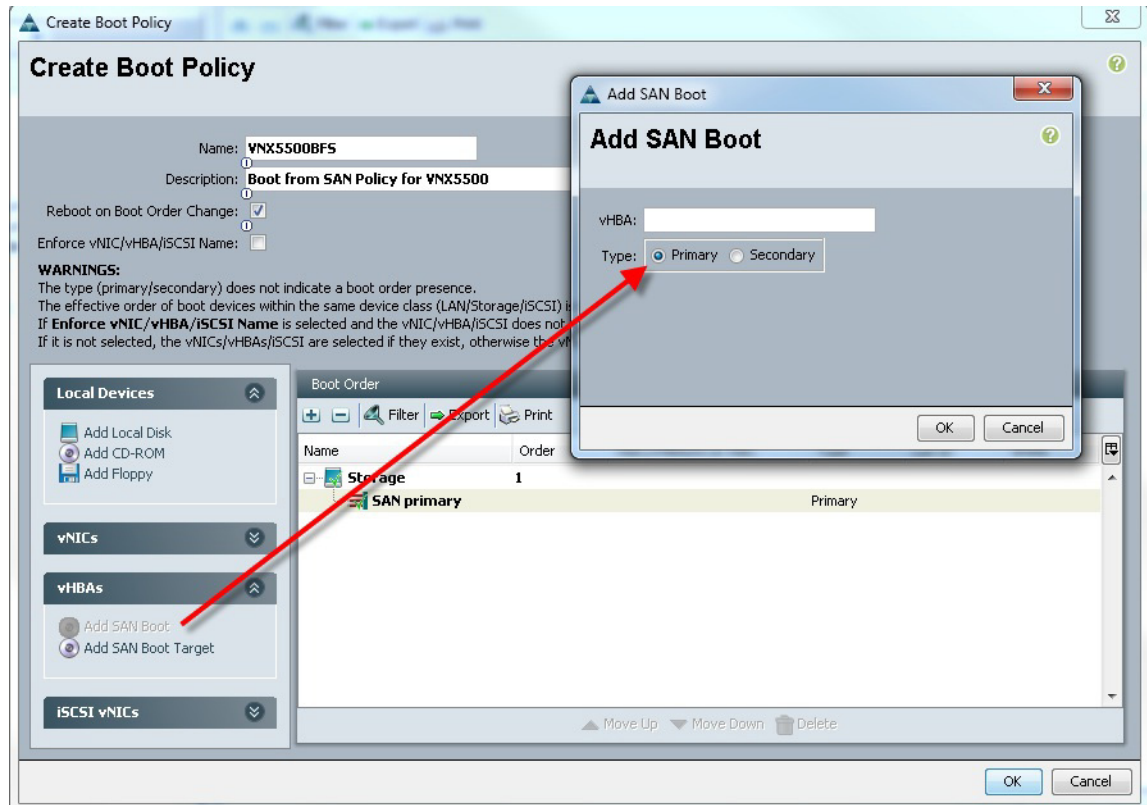 Create Boot Policy
Create Boot Policy
Name: VNX5500BFS
Description: Boot from SAN Policy for VNX5500
Reboot on Boot Order Change:
Enforce vNIC/vHBA/iSCSI Name:
WARNINGS:
The type (primary/secondary) does not indicate a boot order presence.
The effective order of boot devices within the same device class (LAN/Storage/iSCSI)
If Enforce vNIC/vHBA/iSCSI Name is selected and the vNIC/vHBA/iSCSI does not
If it is not selected, the vNICs/vHBAs/iSCSI are selected if they exist, otherwise the
Add SAN Boot
Add SAN Boot
vHBA:
Type: Primary Secondary
OK Cancel
Local Devices
Add Local Disk
Add CD-ROM
Add Floppy
vNICs
vHBAs
Add SAN Boot
Add SAN Boot Target
iSCSI vNICs
Boot Order
Filter Export Print
Name Order
Storage 1
SAN primary Primary
Move Up Move Down Delete
OK Cancel